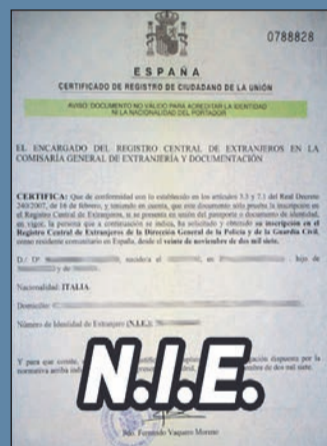 0788828
ESPAÑA
CERTIFICADO DE REGISTRO DE CIUDADANO DE LA UNIÓN
AVISO: DOCUMENTO NO VÁLIDO PARA ACREDITAR LA IDENTIDAD
NI LA NACIONALIDAD DEL PORTADOR
EL ENCARGADO DEL REGISTRO CENTRAL DE EXTRANJEROS EN LA
COMISARÍA GENERAL DE EXTRANJERÍA Y DOCUMENTACIÓN
CERTIFICA: Que de conformidad con lo establecido en los artículos 3.3 y 7.1 del Real Decreto
240/2007, de 16 de febrero, y teniendo en cuenta, que este documento sólo prueba la inscripción en
el Registro Central de Extranjeros, si se presenta en unión del pasaporte o documento de identidad,
en vigor, la persona que a continuación se indica, ha solicitado y obtenido su inscripción en el
Registro Central de Extranjeros de la Dirección General de la Policía y de la Guardia Civil,
como residente comunitario en España, desde el veinte de noviembre de dos mil siete.
D./ Dª nacido/a el , en , hijo de
y de
Nacionalidad: ITALIA
Domicilio:
Número de Identidad de Extranjero (N.I.E.):
Y para que conste,
normativa arriba mbre de dos mil siete.
N.I.E.
Fdo. Fernando Vaquero Moreno